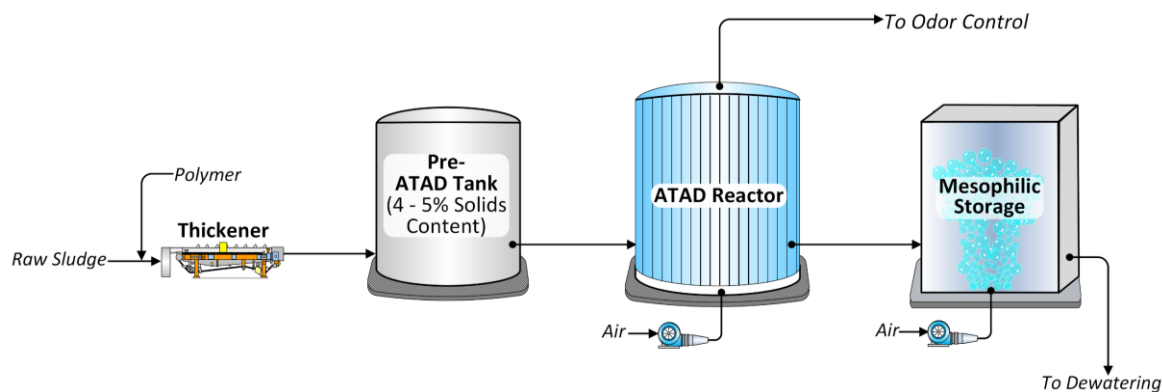 To Odor Control
Polymer
Raw Sludge
Thickener
Pre-
ATAD Tank
(4 - 5% Solids
Content)
ATAD Reactor
Mesophilic
Storage
Air
Air
To Dewatering